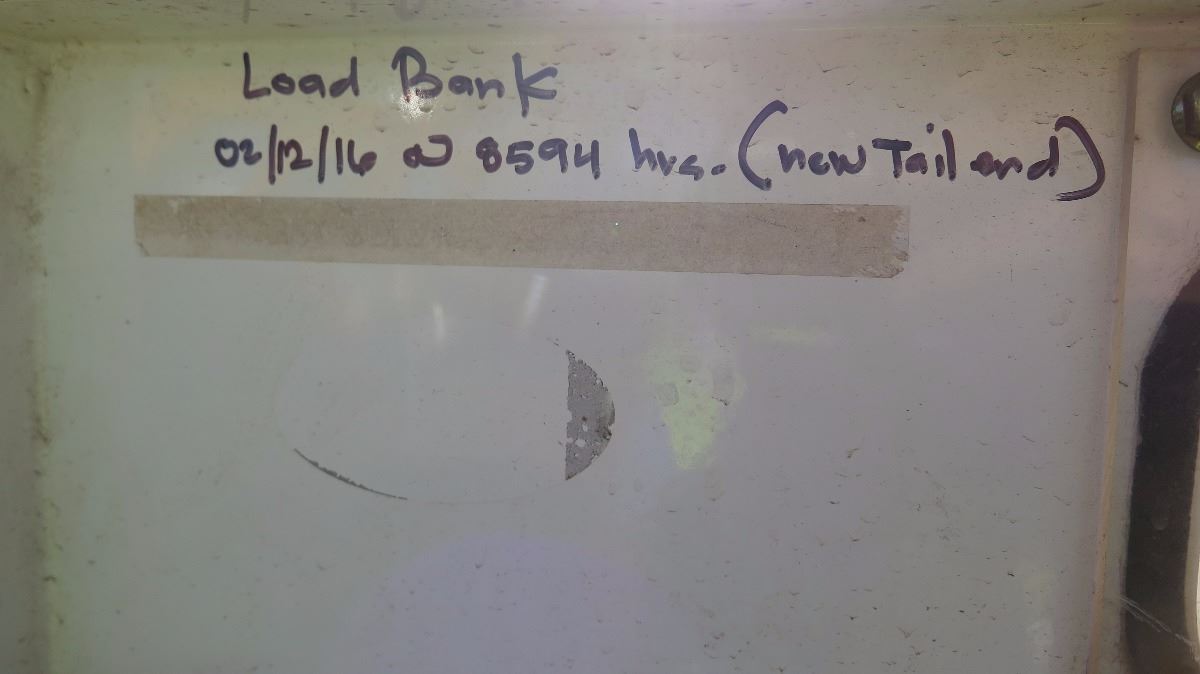 Load Bank
02/12/16 @ 8594 hrs. (new Tail end)